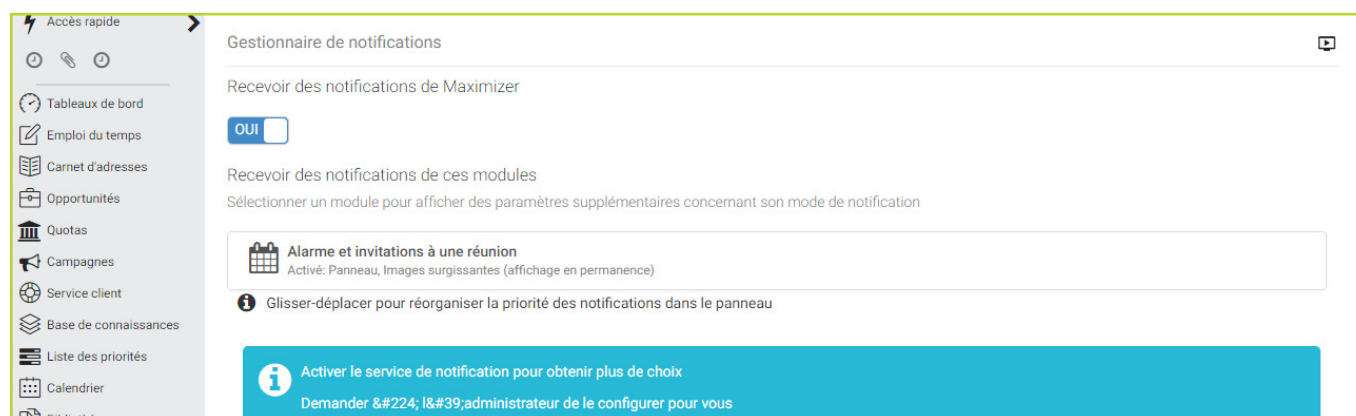 Accès rapide
Gestionnaire de notifications
Recevoir des notifications de Maximizer
Tableaux de bord
OUI
Emploi du temps
Carnet d'adresses
Recevoir des notifications de ces modules
Opportunités
Sélectionner un module pour afficher des paramètres supplémentaires concernant son mode de notification
Quotas
Alarme et invitations à une réunion
Campagnes
Activé: Panneau, Images surgissantes (affichage en permanence)
Service client
Glisser-déplacer pour réorganiser la priorité des notifications dans le panneau
Base de connaissances
Liste des priorités
Activer le service de notification pour obtenir plus de choix
Calendrier
Demander &#224; l&#39;administrateur de le configurer pour vous